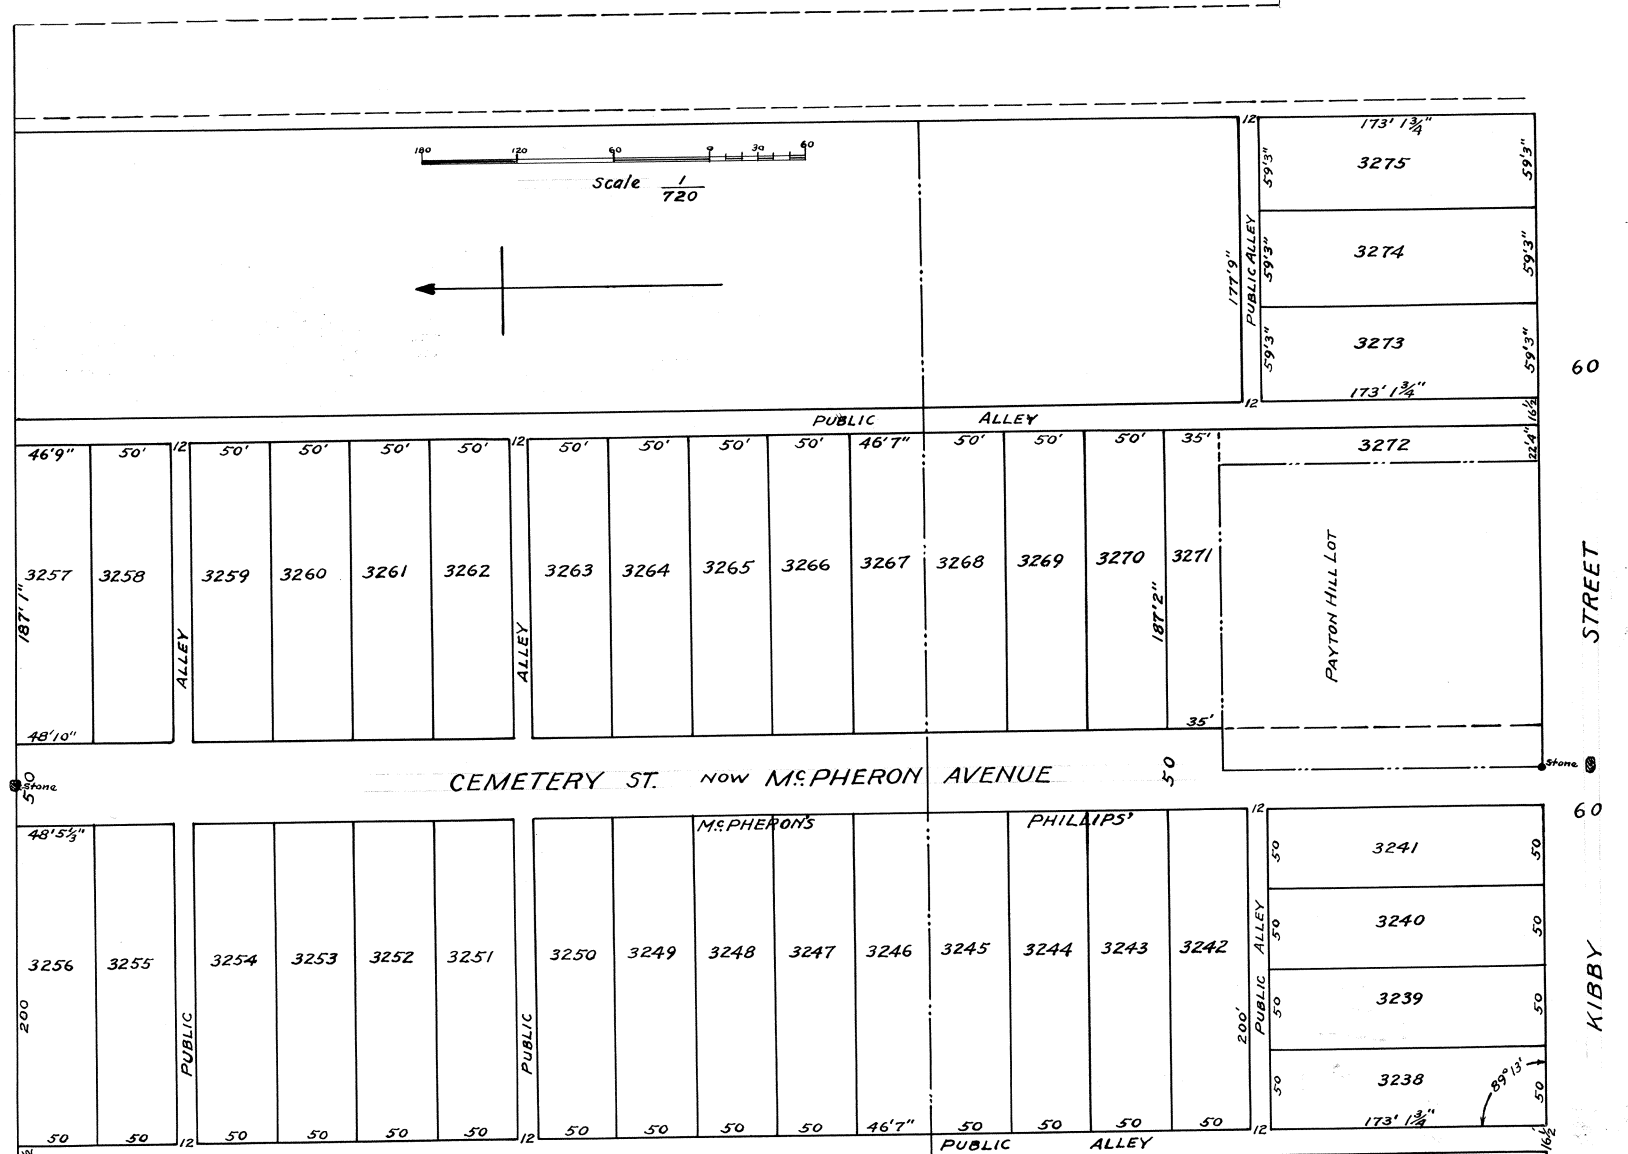 12
173' 1¾"
180 120 60 0 30 60
Scale 1/720
59'3" 3275 59'3"
177'9" PUBLIC ALLEY 59'3" 3274 59'3"
59'3" 3273 59'3"
60
12 173' 1¾"
PUBLIC ALLEY 16½
46'9" 50' 12 50' 50' 50' 50' 12 50' 50' 50' 50' 46'7" 50' 50' 50' 35' 3272 22'4"
3257 3258 3259 3260 3261 3262 3263 3264 3265 3266 3267 3268 3269 3270 3271
187'1" ALLEY ALLEY 187'2" PAYTON HILL LOT STREET
48'10" 35'
50 Stone CEMETERY ST. NOW McPHERON AVENUE 50 Stone
48'5⅓" McPHERON'S PHILLIPS' 12 60
50 3241 50
50 3240 50
3256 3255 3254 3253 3252 3251 3250 3249 3248 3247 3246 3245 3244 3243 3242
200 PUBLIC PUBLIC 200' PUBLIC ALLEY 50 3239 50 KIBBY
50 3238 89°13' 50
50 50 12 50 50 50 50 12 50 50 50 50 46'7" 50 50 50 50 12 173' 1¾"
PUBLIC ALLEY 16½